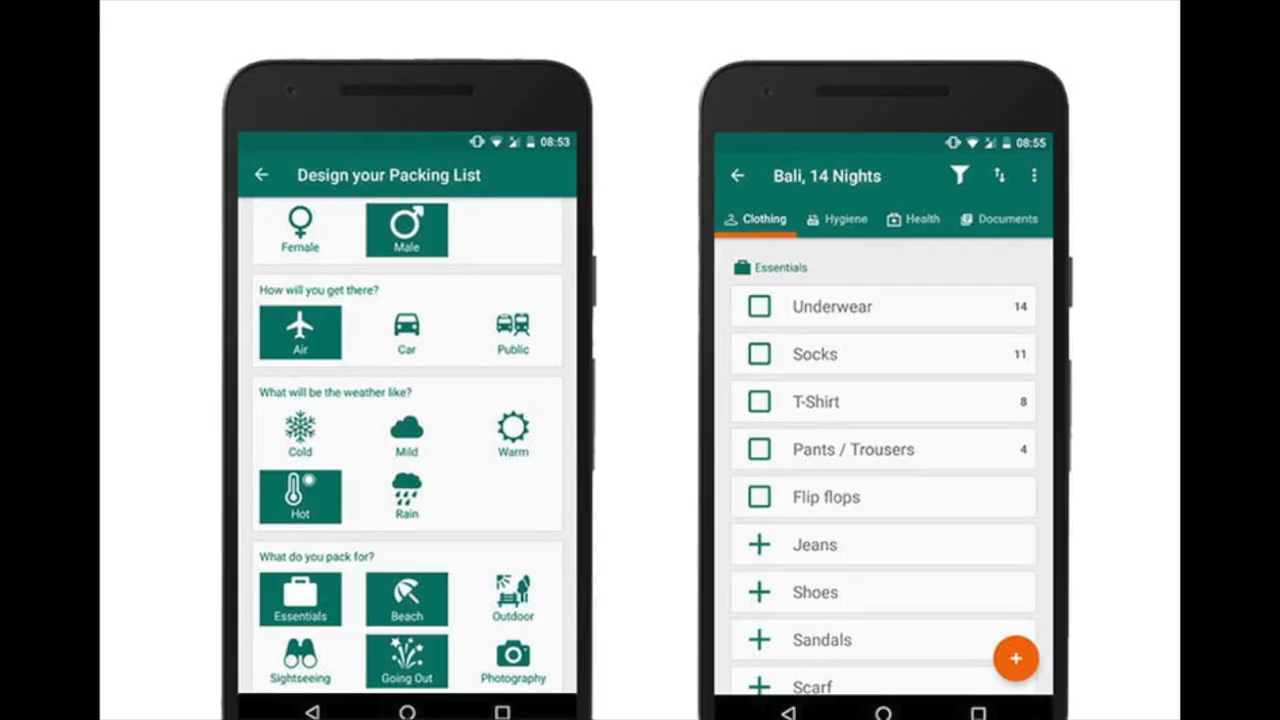 08:53
Design your Packing List
Female Male
How will you get there?
Air Car Public
What will be the weather like?
Cold Mild Warm
Hot Rain
What do you pack for?
Essentials Beach Outdoor
Sightseeing Going Out Photography
08:55
Bali, 14 Nights
Clothing Hygiene Health Documents
Essentials
Underwear 14
Socks 11
T-Shirt 8
Pants / Trousers 4
Flip flops
Jeans
Shoes
Sandals
Scarf